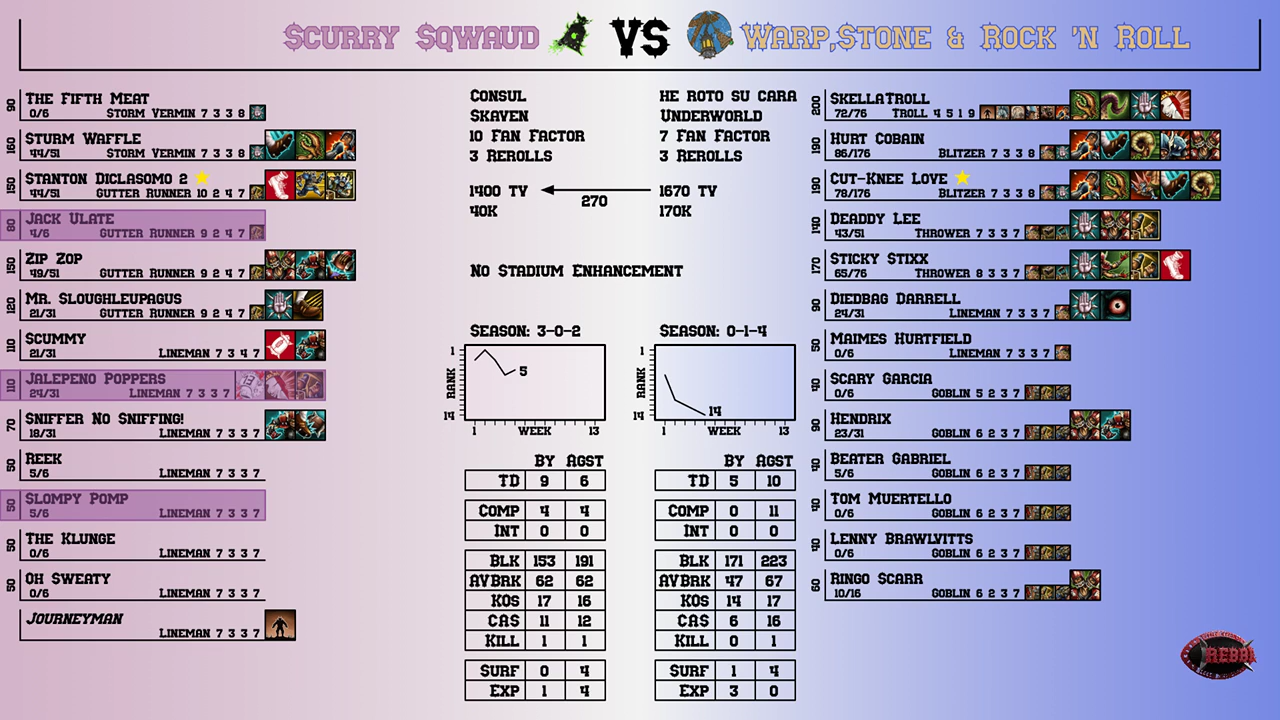 $curry $qwaud VS Warp,$tone & Rock 'n Roll
90 The Fifth Meat
0/6 $torm Vermin 7 3 3 8
160 $turm Waffle
44/51 $torm Vermin 7 3 3 8
150 $tanton Diclasomo 2
44/51 Gutter Runner 10 2 4 7
80 Jack Ulate
4/6 Gutter Runner 9 2 4 7
150 Zip Zop
49/51 Gutter Runner 9 2 4 7
120 Mr. $loughleupagus
21/31 Gutter Runner 9 2 4 7
110 $cummy
21/31 Lineman 7 3 4 7
110 Jalepeno Poppers
24/31 Lineman 7 3 3 7
70 $niffer No $niffing!
18/31 Lineman 7 3 3 7
50 Reek
5/6 Lineman 7 3 3 7
50 $lompy Pomp
5/6 Lineman 7 3 3 7
50 The Klunge
0/6 Lineman 7 3 3 7
50 Oh $weaty
0/6 Lineman 7 3 3 7
Journeyman
Lineman 7 3 3 7
Consul
$kaven
10 Fan Factor
3 Rerolls
1400 TV
40K
He Roto Su Cara
Underworld
7 Fan Factor
3 Rerolls
1670 TV
170K
270
No $tadium Enhancement
$eason: 3-0-2
1
Rank
14
5
1 Week 13
$eason: 0-1-4
1
Rank
14
14
1 Week 13
By Agst
TD 9 6
Comp 4 4
Int 0 0
Blk 153 191
AvBrk 62 62
KOs 17 16
Cas 11 12
Kill 1 1
$urf 0 4
Exp 1 4
By Agst
TD 5 10
Comp 0 11
Int 0 0
Blk 171 223
AvBrk 47 67
KOs 14 17
Cas 6 16
Kill 0 1
$urf 1 4
Exp 3 0
200 $kellaTroll
72/76 Troll 4 5 1 9
190 Hurt Cobain
86/176 Blitzer 7 3 3 8
190 Cut-Knee Love
78/176 Blitzer 7 3 3 8
140 Deaddy Lee
43/51 Thrower 7 3 3 7
170 $ticky $tixx
65/76 Thrower 8 3 3 7
90 Diedbag Darrell
24/31 Lineman 7 3 3 7
50 Maimes Hurtfield
0/6 Lineman 7 3 3 7
40 $cary Garcia
0/6 Goblin 5 2 3 7
90 Hendrix
23/31 Goblin 6 2 3 7
40 Beater Gabriel
5/6 Goblin 6 2 3 7
40 Tom Muertello
0/6 Goblin 6 2 3 7
40 Lenny Brawlvitts
0/6 Goblin 6 2 3 7
60 Ringo $carr
10/16 Goblin 6 2 3 7
REBBL